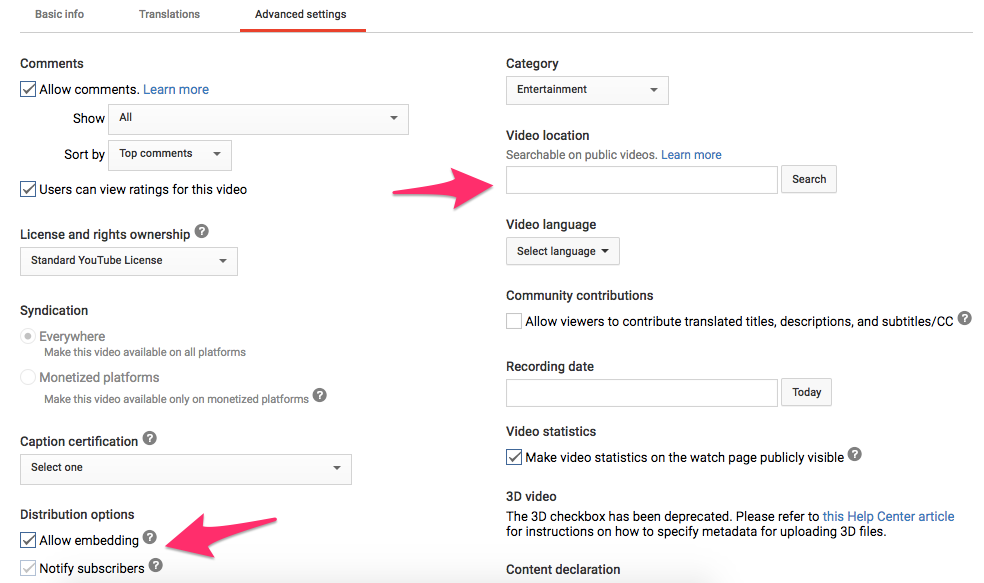 Basic info
Translations
Advanced settings
Comments
Allow comments. Learn more
Show All
Sort by Top comments
Users can view ratings for this video
License and rights ownership ?
Standard YouTube License
Syndication
Everywhere
Make this video available on all platforms
Monetized platforms
Make this video available only on monetized platforms ?
Caption certification ?
Select one
Distribution options
Allow embedding ?
Notify subscribers ?
Category
Entertainment
Video location
Searchable on public videos. Learn more
Search
Video language
Select language
Community contributions
Allow viewers to contribute translated titles, descriptions, and subtitles/CC ?
Recording date
Today
Video statistics
Make video statistics on the watch page publicly visible ?
3D video
The 3D checkbox has been deprecated. Please refer to this Help Center article
for instructions on how to specify metadata for uploading 3D files.
Content declaration